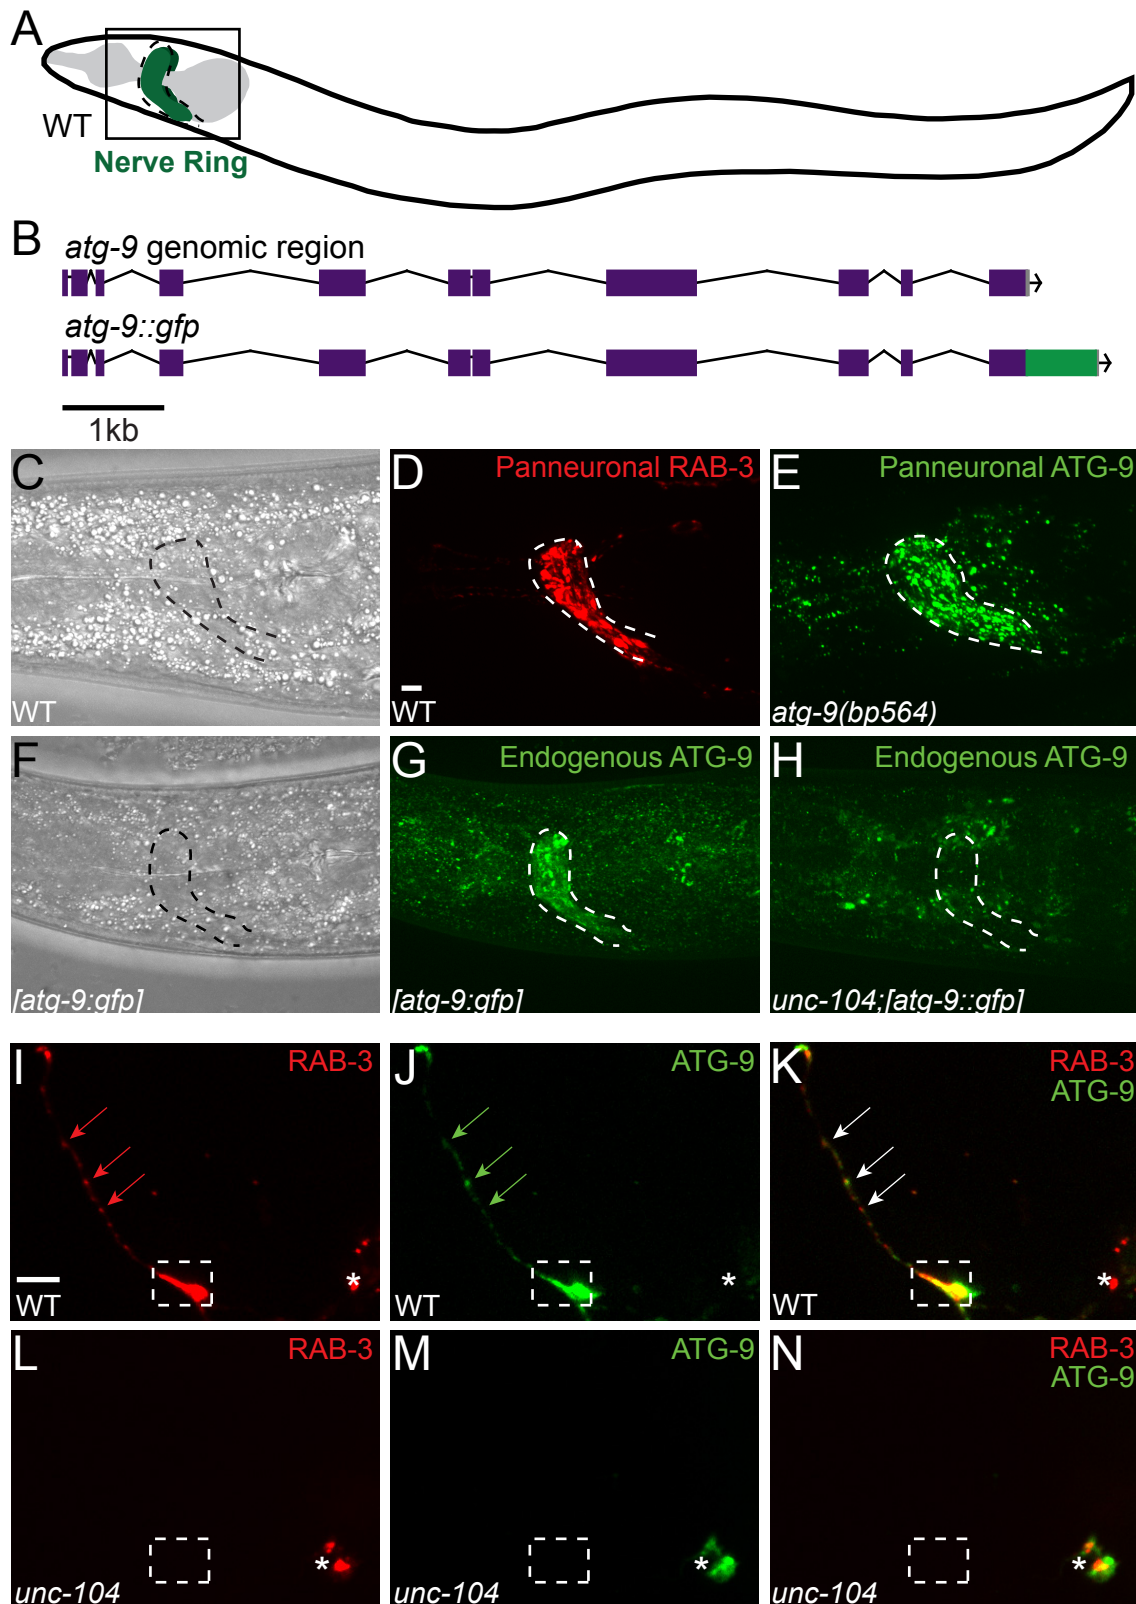 A
WT
Nerve Ring
B
atg-9 genomic region
atg-9::gfp
1kb
C
WT
D
Panneuronal RAB-3
WT
E
Panneuronal ATG-9
atg-9(bp564)
F
[atg-9:gfp]
G
Endogenous ATG-9
[atg-9:gfp]
H
Endogenous ATG-9
unc-104;[atg-9::gfp]
I
RAB-3
*
WT
J
ATG-9
*
WT
K
RAB-3
ATG-9
*
WT
L
RAB-3
*
unc-104
M
ATG-9
*
unc-104
N
RAB-3
ATG-9
*
unc-104